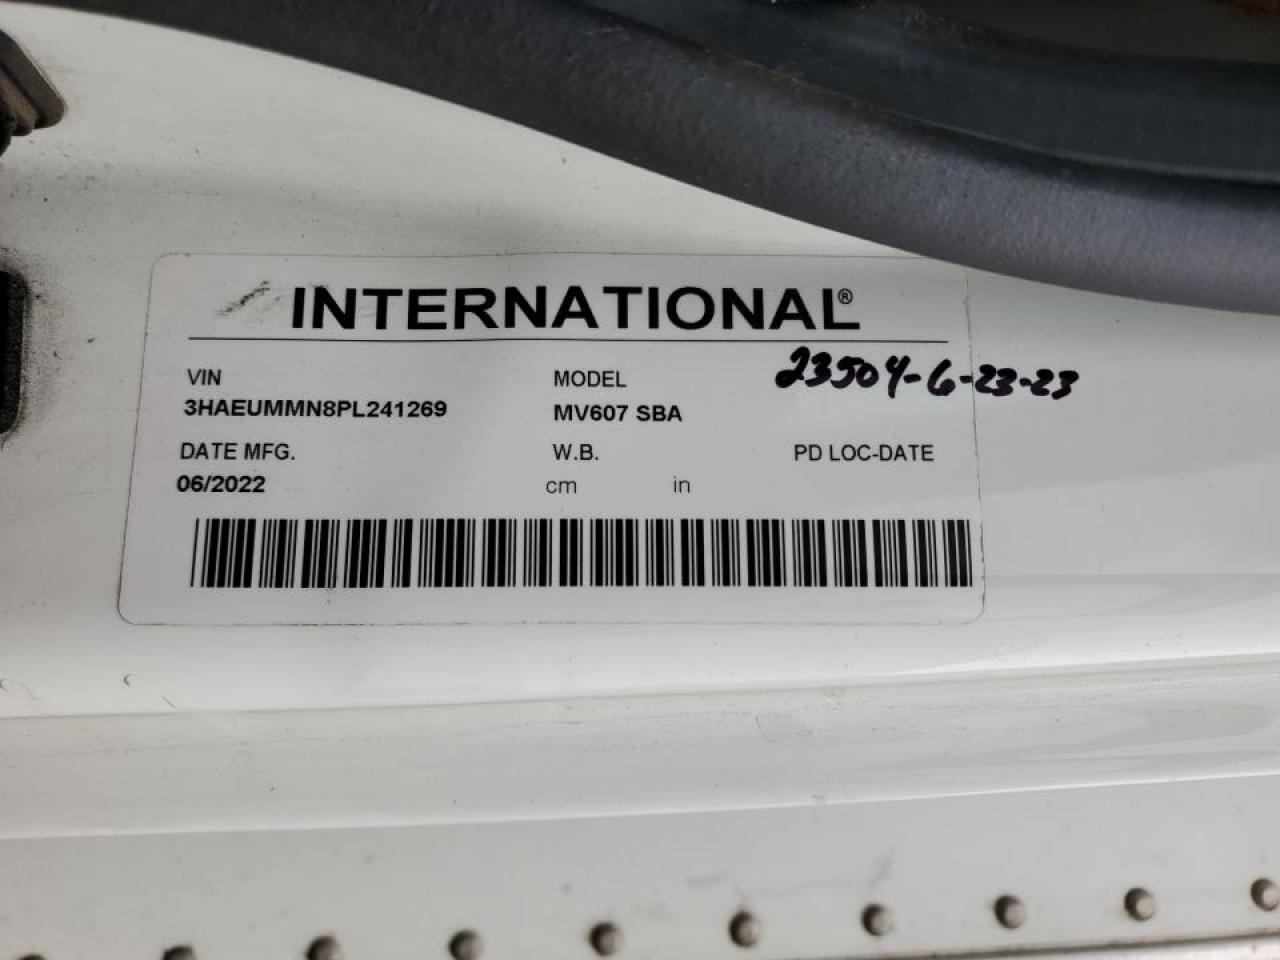 INTERNATIONAL®
VIN MODEL 23504-6-23-23
3HAEUMMN8PL241269 MV607 SBA
DATE MFG. W.B. PD LOC-DATE
06/2022 cm in